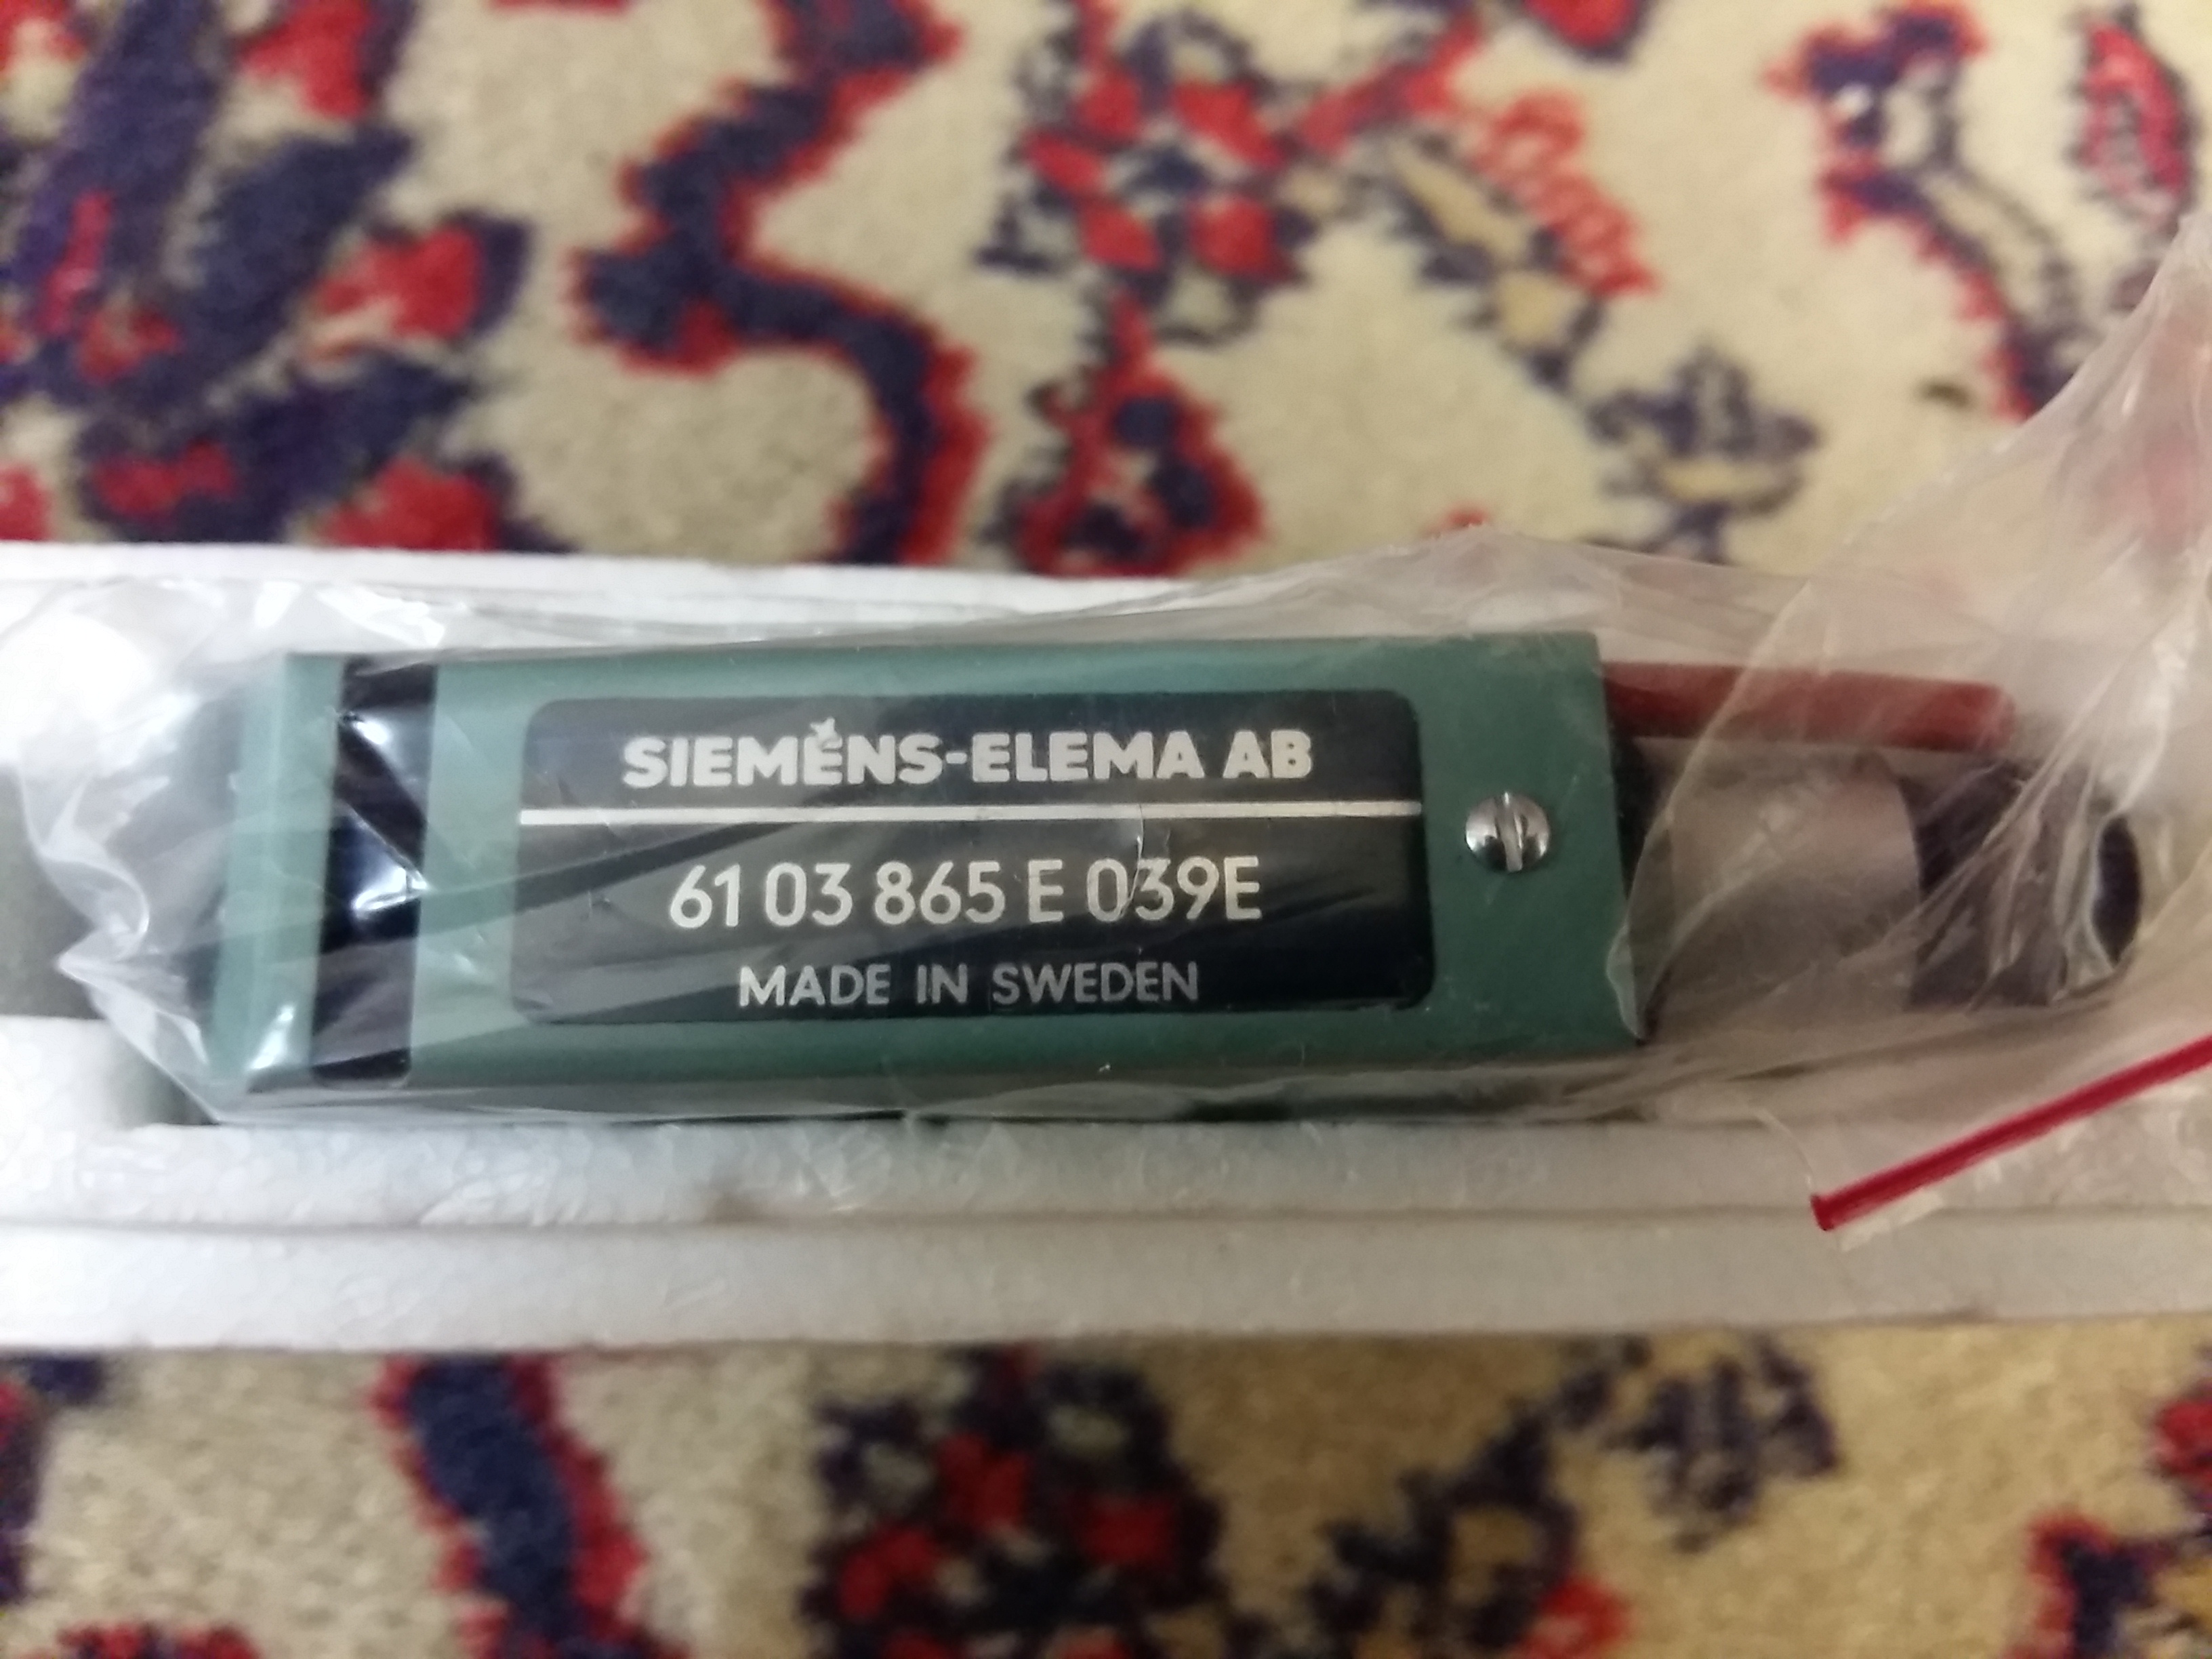 SIEMENS-ELEMA AB
61 03 865 E 039E
MADE IN SWEDEN